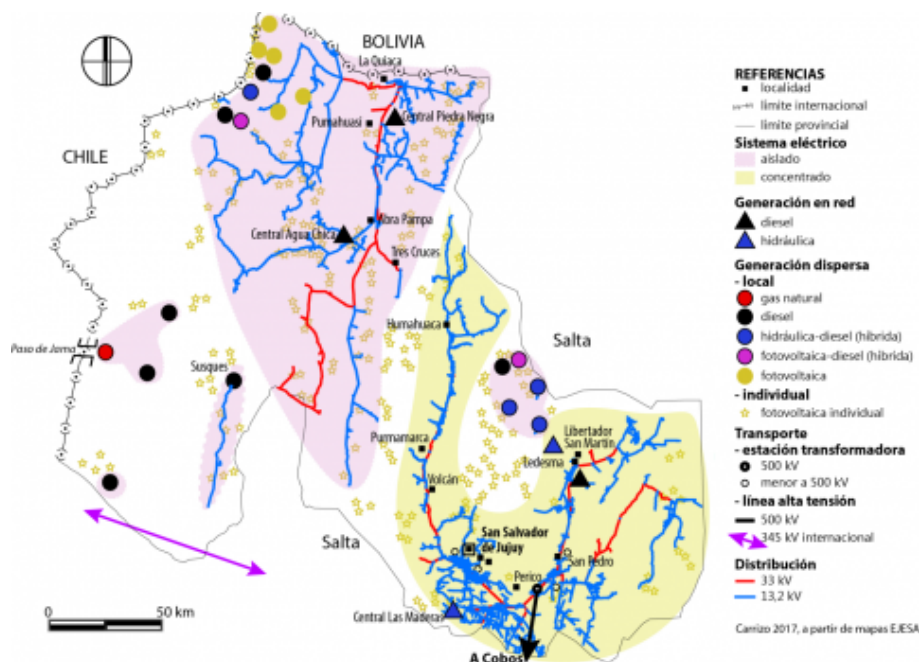 BOLIVIA
La Quiaca
Pumahuasi
Central Piedra Negra
CHILE
Abra Pampa
Central Agua Chica
Tres Cruces
Humahuaca
Salta
Paso de Jama
Susques
Libertador
San Martín
Purmamarca
Ledesma
Volcán
Salta
San Salvador
de Jujuy
San Pedro
Perico
Central Las Maderas
0
50 km
A Cobos
REFERENCIAS
localidad
límite internacional
límite provincial
Sistema eléctrico
aislado
concentrado
Generación en red
diesel
hidráulica
Generación dispersa
- local
gas natural
diesel
hidráulica-diesel (híbrida)
fotovoltaica-diesel (híbrida)
fotovoltaica
- individual
fotovoltaica individual
Transporte
- estación transformadora
500 kV
menor a 500 kV
- línea alta tensión
500 kV
345 kV internacional
Distribución
33 kV
13,2 kV
Carrizo 2017, a partir de mapas EJESA